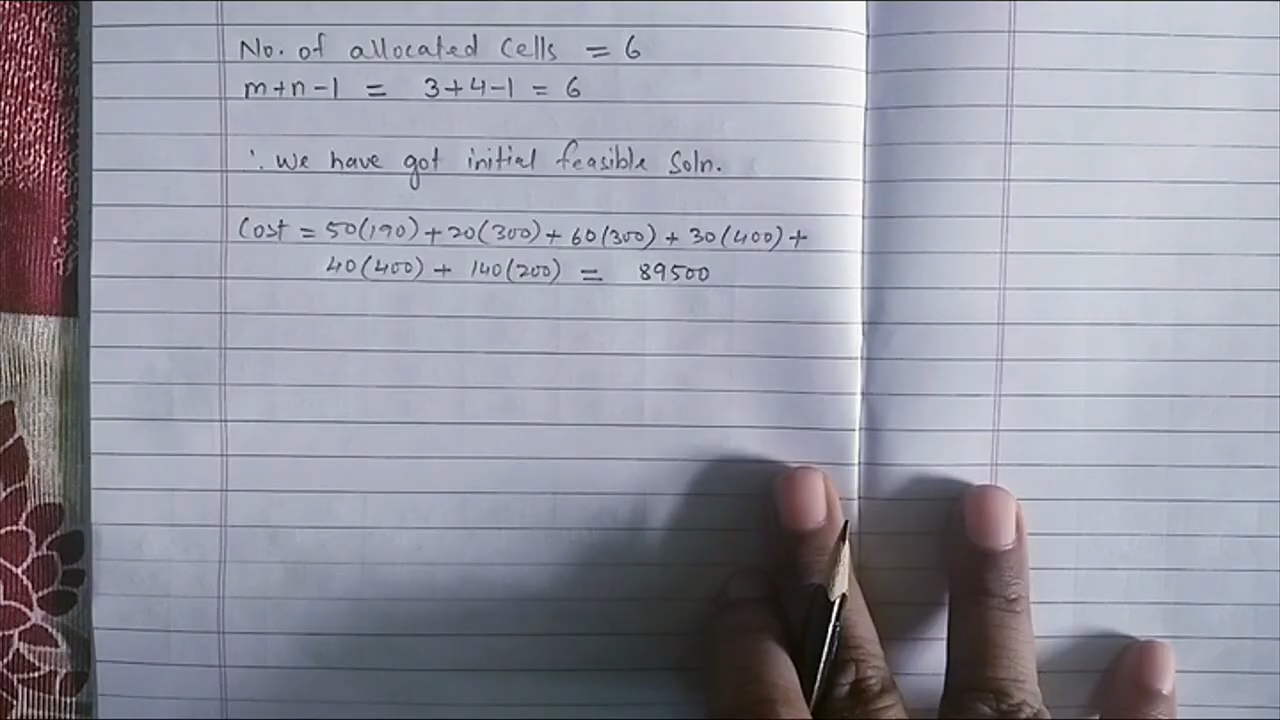 No. of allocated cells = 6
m+n-1 = 3+4-1 = 6
∴ we have got initial feasible soln.
Cost = 50(190) + 20(300) + 60(300) + 30(400) +
40(400) + 140(200) = 89500